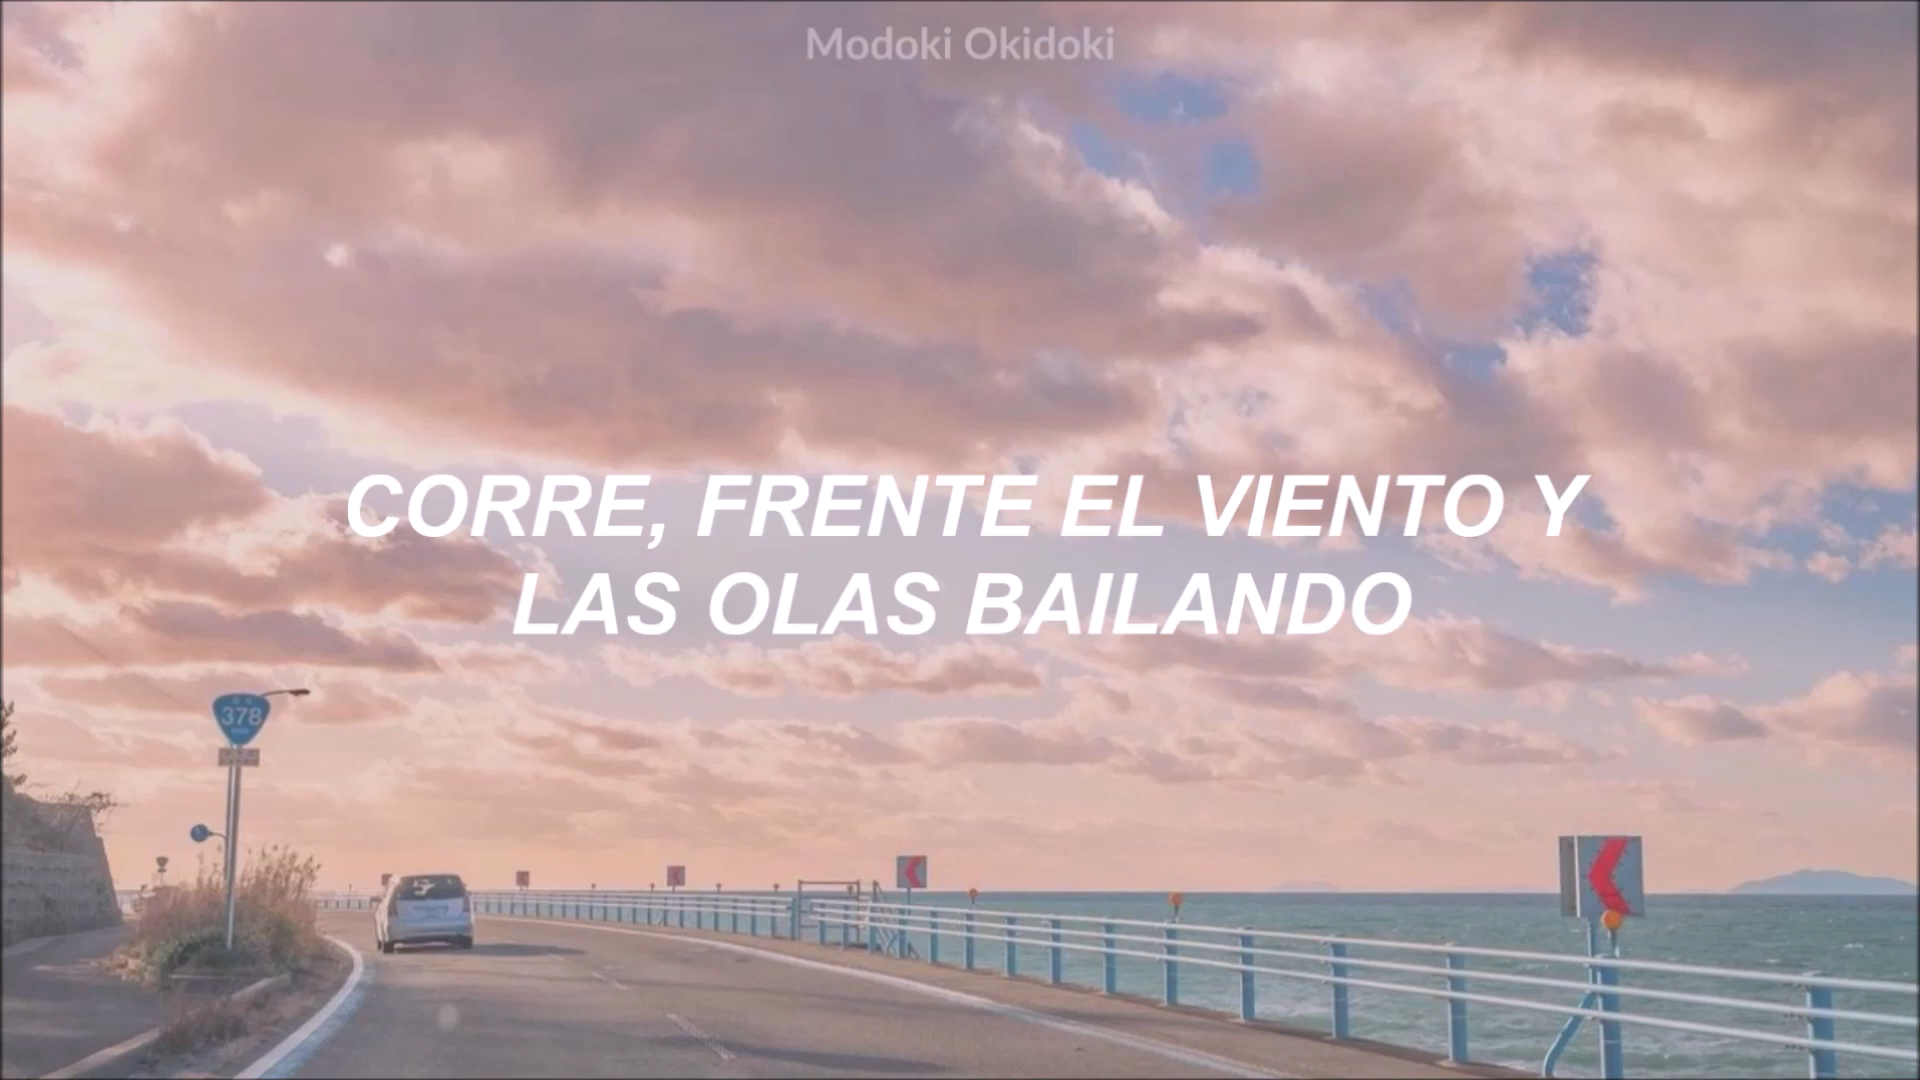 Modoki Okidoki
CORRE, FRENTE EL VIENTO Y
LAS OLAS BAILANDO
378